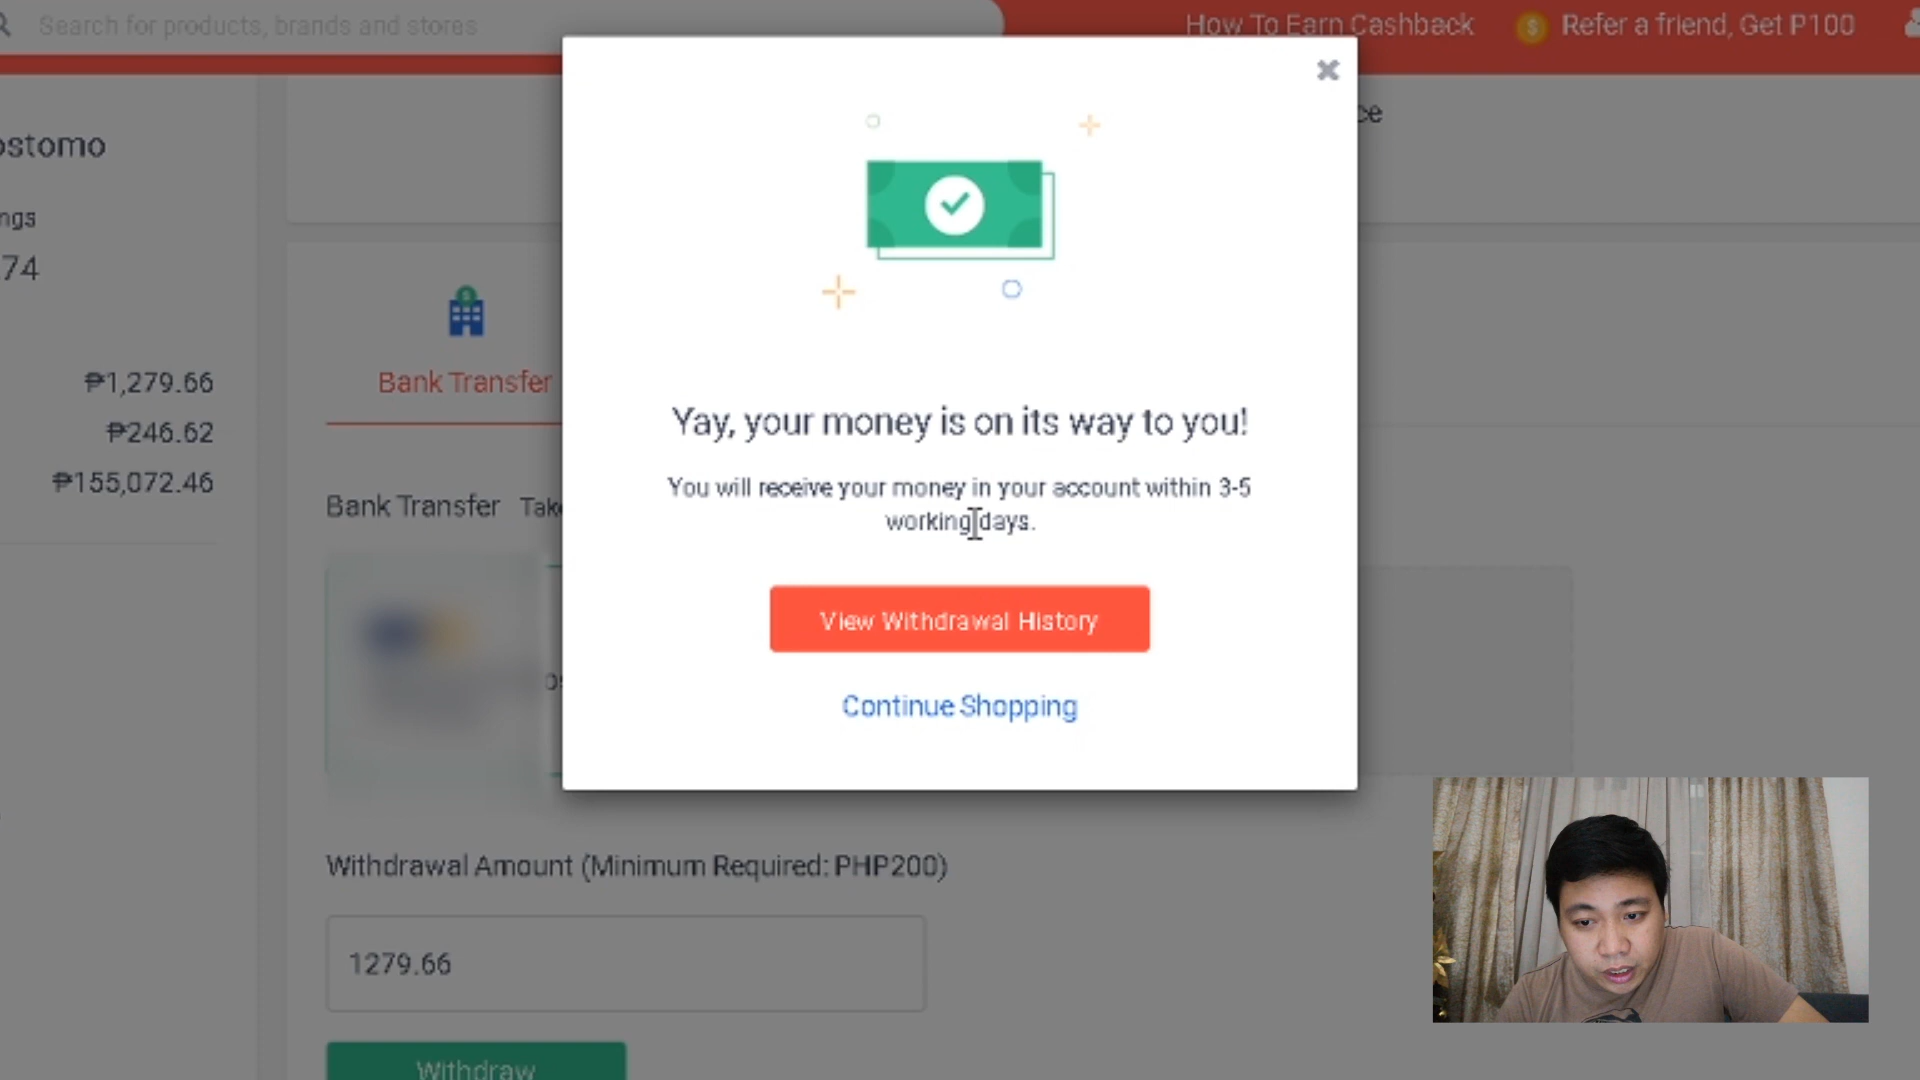 Search for products, brands and stores
How To Earn Cashback
Refer a friend, Get P100
ce
ostomo
ngs
74
₱1,279.66
₱246.62
₱155,072.46
Bank Transfer
Bank Transfer Take
Yay, your money is on its way to you!
You will receive your money in your account within 3-5
working days.
View Withdrawal History
Continue Shopping
Withdrawal Amount (Minimum Required: PHP200)
1279.66
Withdraw